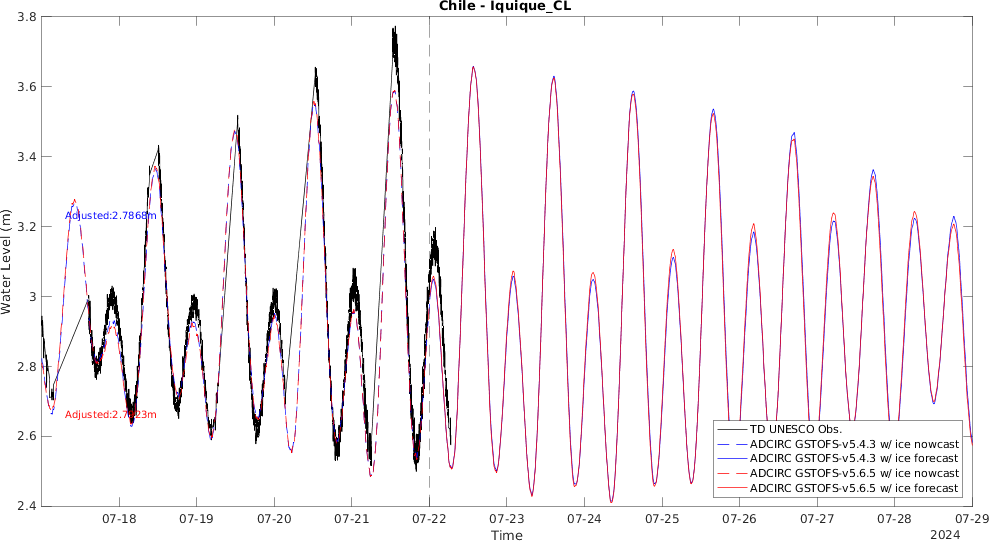 Chile - Iquique_CL
Water Level (m)
3.8
3.6
3.4
3.2
3
2.8
2.6
2.4
Adjusted:2.7868m
TD UNESCO Obs.
ADCIRC GSTOFS-v5.4.3 w/ ice nowcast
ADCIRC GSTOFS-v5.4.3 w/ ice forecast
ADCIRC GSTOFS-v5.6.5 w/ ice nowcast
ADCIRC GSTOFS-v5.6.5 w/ ice forecast
07-18 07-19 07-20 07-21 07-22 07-23 07-24 07-25 07-26 07-27 07-28 07-29
Time
2024